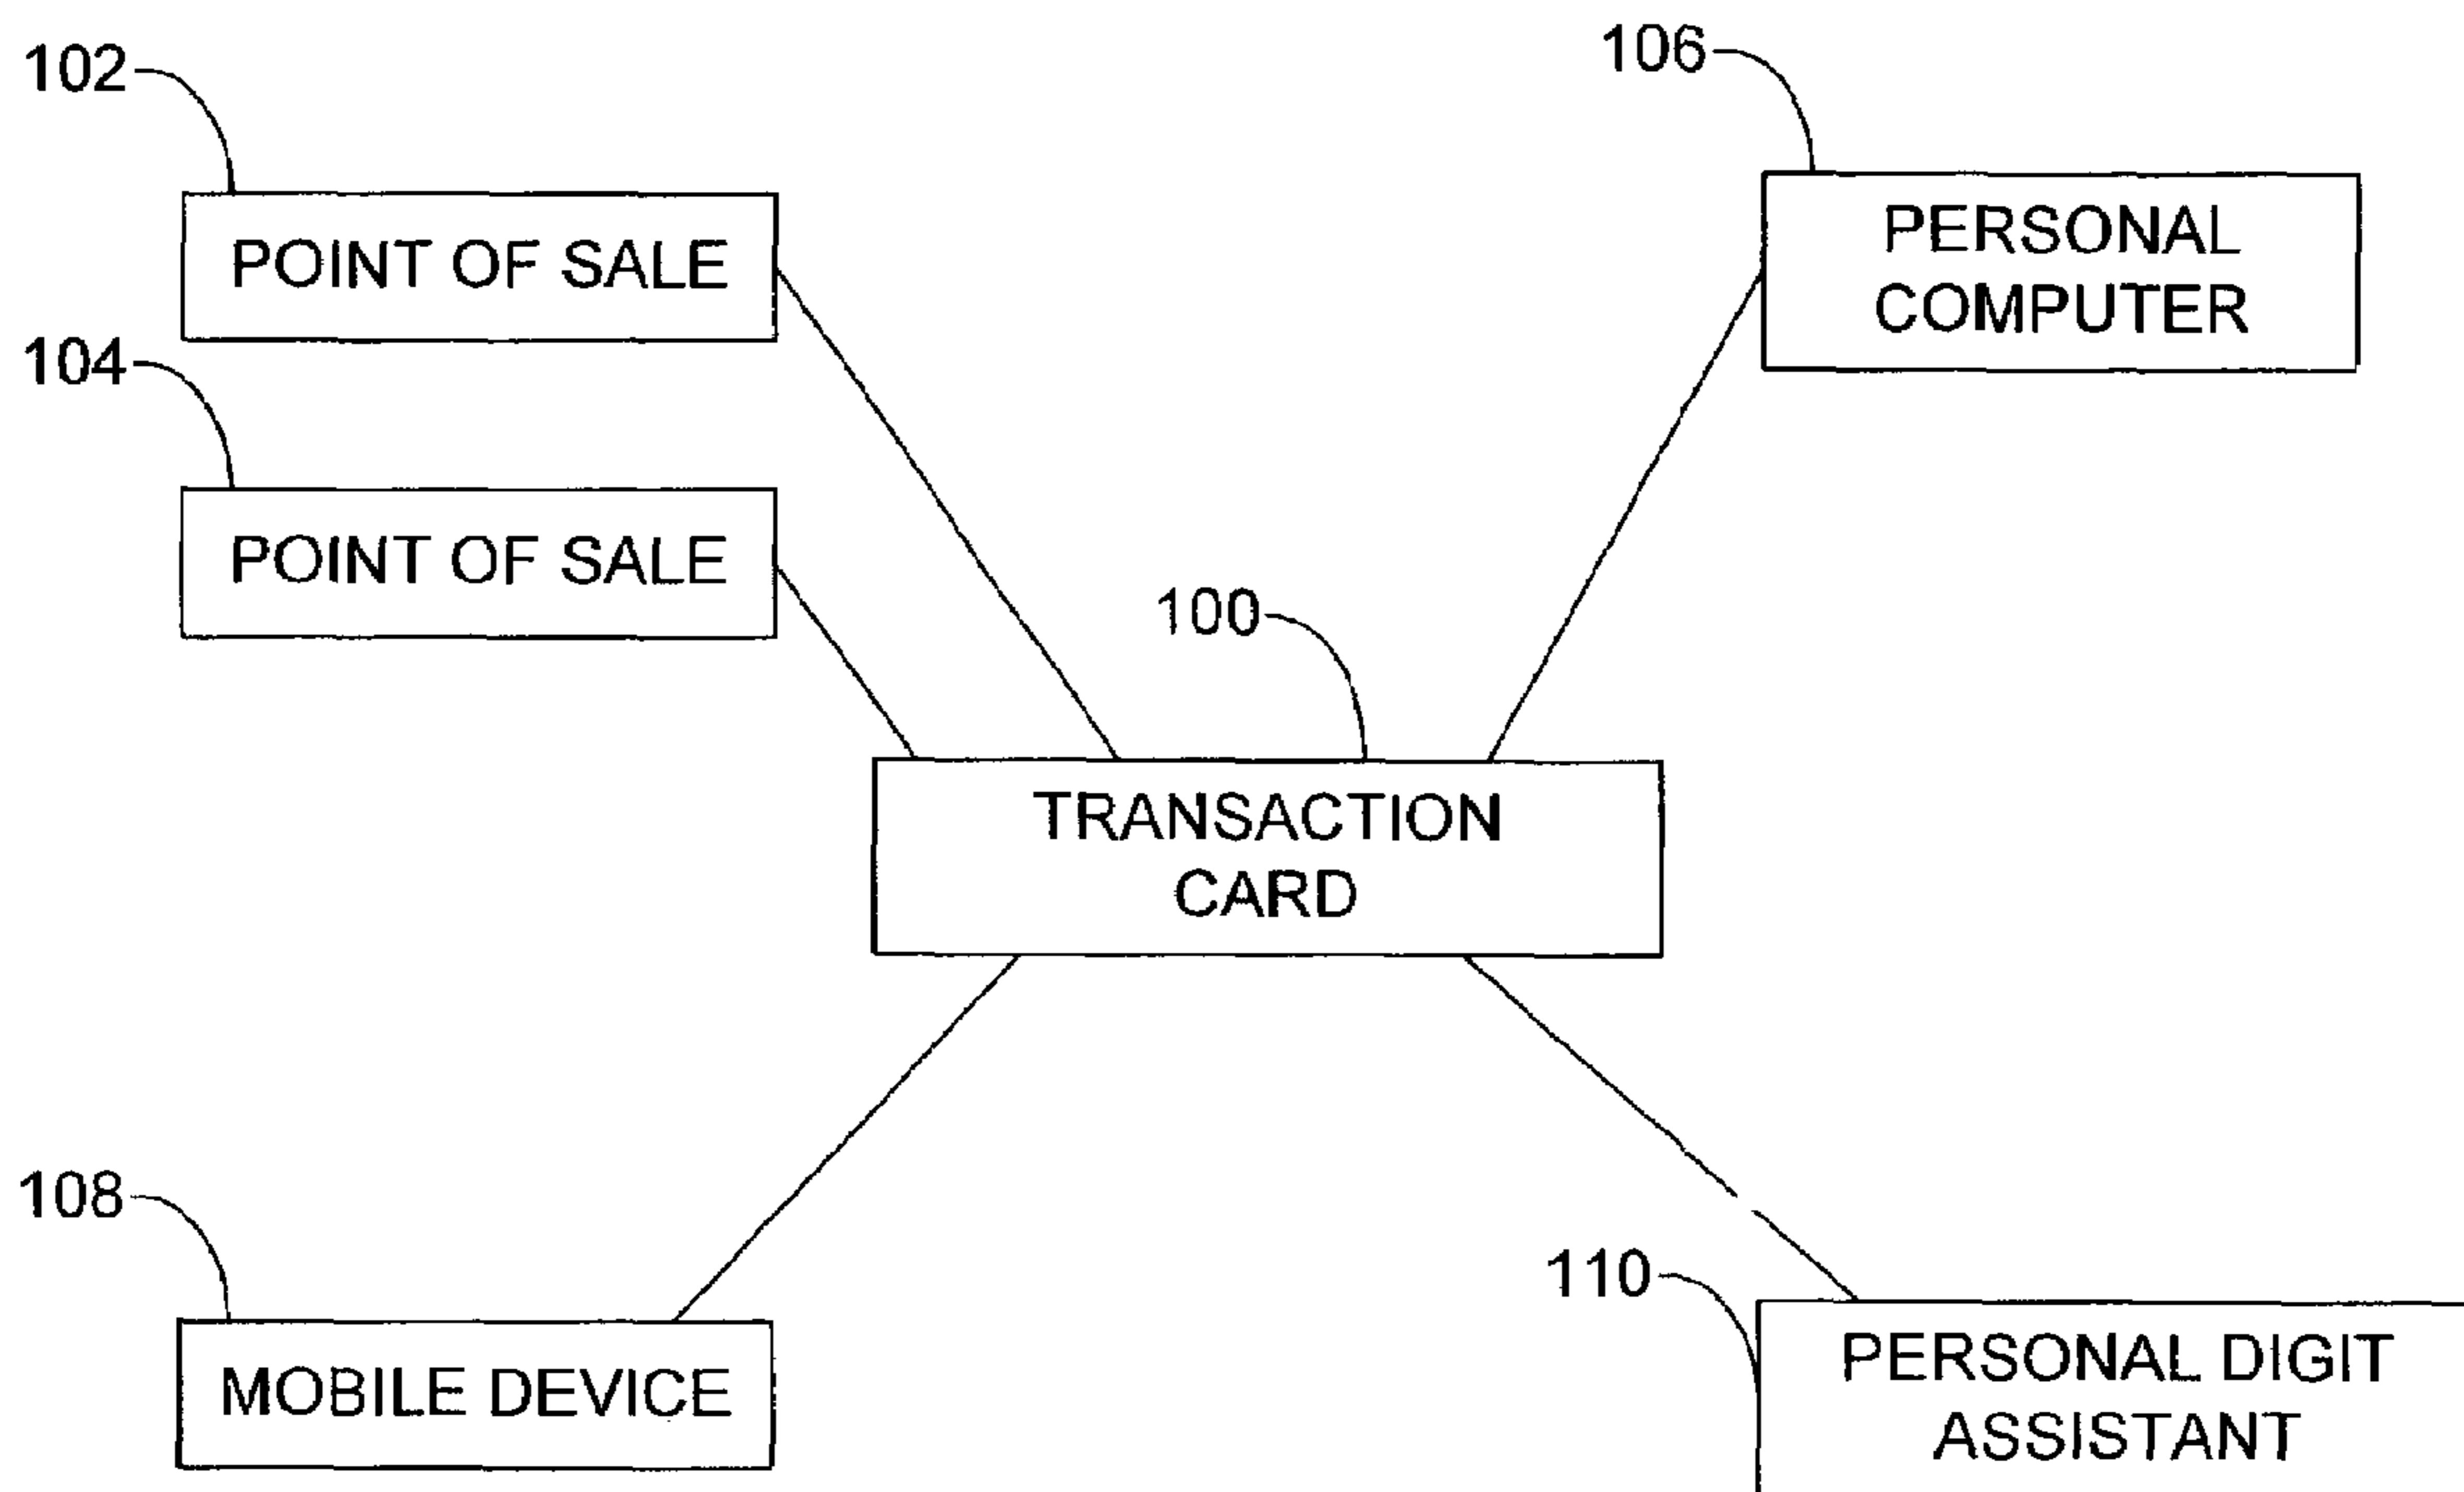 102
POINT OF SALE
104
POINT OF SALE
106
PERSONAL
COMPUTER
100
TRANSACTION
CARD
108
MOBILE DEVICE
110
PERSONAL DIGIT
ASSISTANT